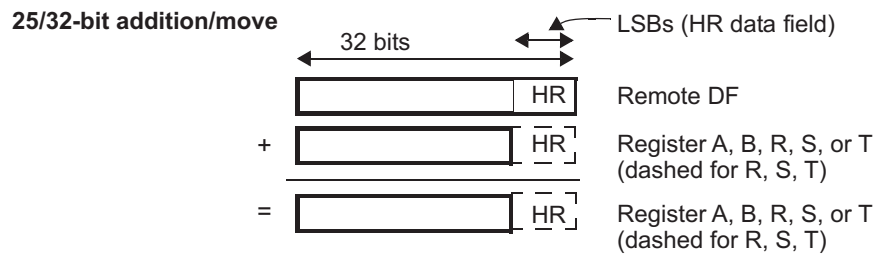 25/32-bit addition/move
LSBs (HR data field)
32 bits
HR Remote DF
+ HR Register A, B, R, S, or T
(dashed for R, S, T)
= HR Register A, B, R, S, or T
(dashed for R, S, T)